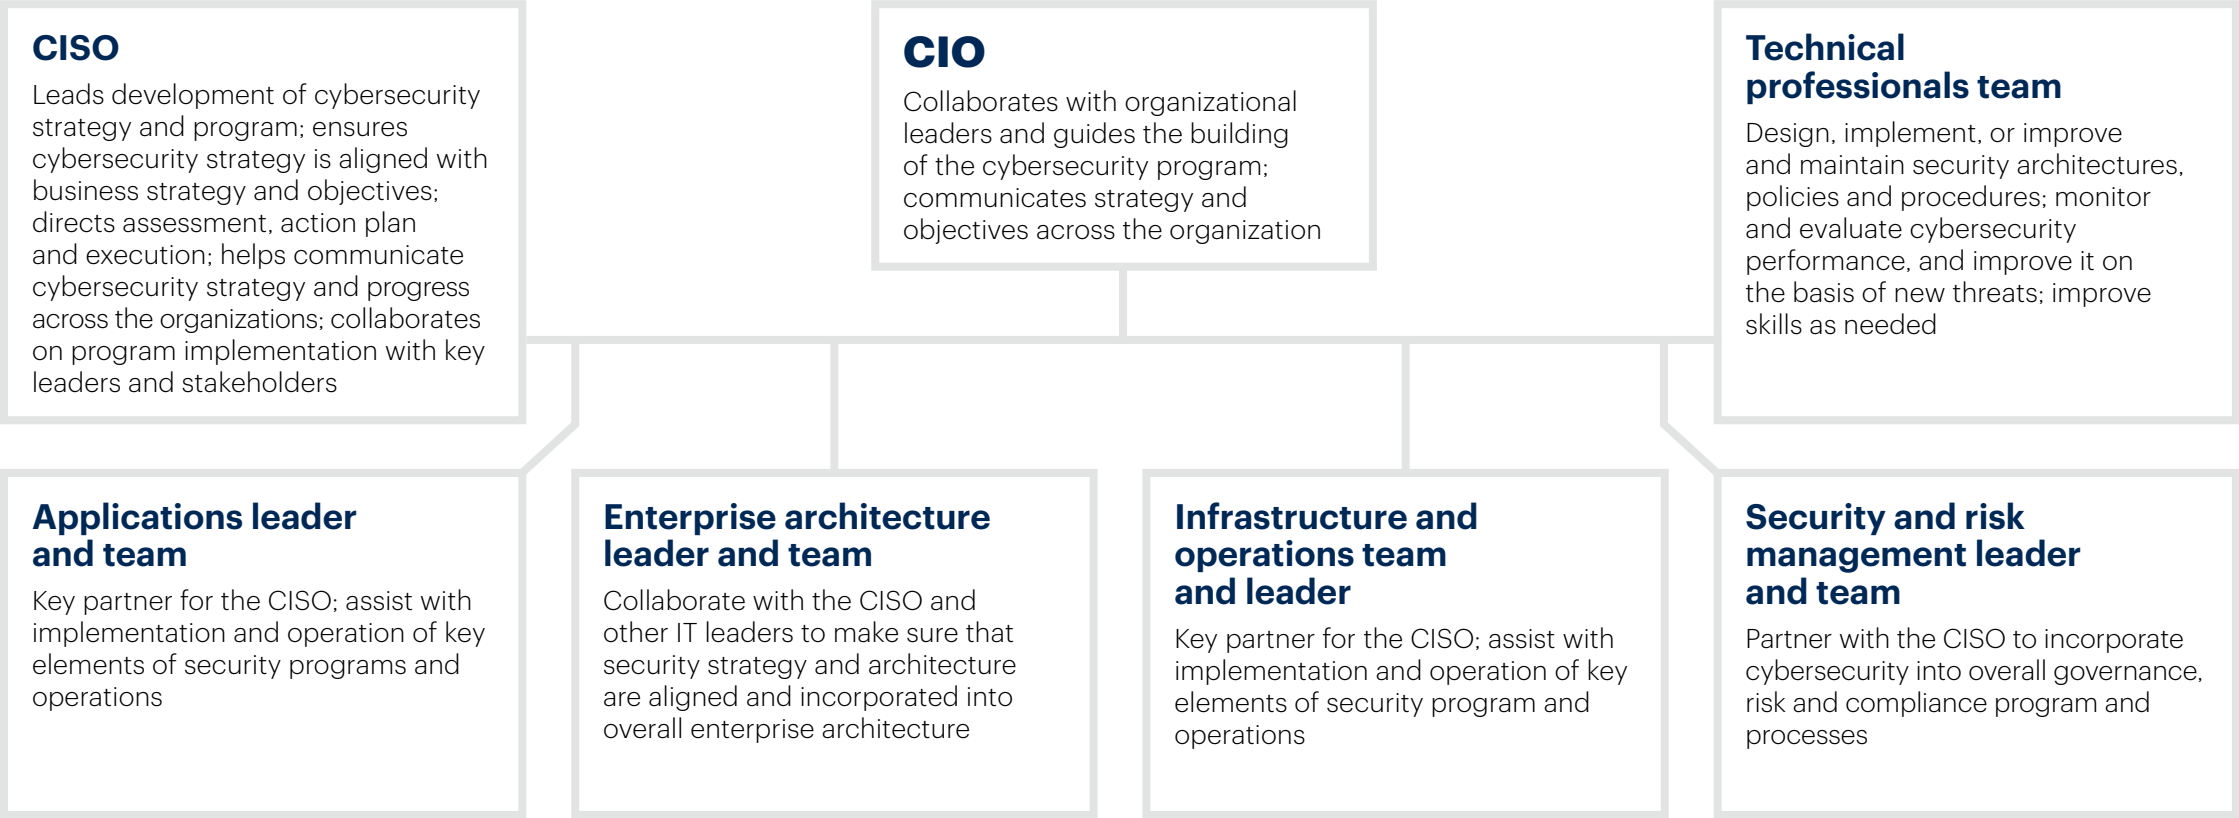 CISO
Leads development of cybersecurity
strategy and program; ensures
cybersecurity strategy is aligned with
business strategy and objectives;
directs assessment, action plan
and execution; helps communicate
cybersecurity strategy and progress
across the organizations; collaborates
on program implementation with key
leaders and stakeholders
CIO
Collaborates with organizational
leaders and guides the building
of the cybersecurity program;
communicates strategy and
objectives across the organization
Technical
professionals team
Design, implement, or improve
and maintain security architectures,
policies and procedures; monitor
and evaluate cybersecurity
performance, and improve it on
the basis of new threats; improve
skills as needed
Applications leader
and team
Key partner for the CISO; assist with
implementation and operation of key
elements of security programs and
operations
Enterprise architecture
leader and team
Collaborate with the CISO and
other IT leaders to make sure that
security strategy and architecture
are aligned and incorporated into
overall enterprise architecture
Infrastructure and
operations team
and leader
Key partner for the CISO; assist with
implementation and operation of key
elements of security program and
operations
Security and risk
management leader
and team
Partner with the CISO to incorporate
cybersecurity into overall governance,
risk and compliance program and
processes